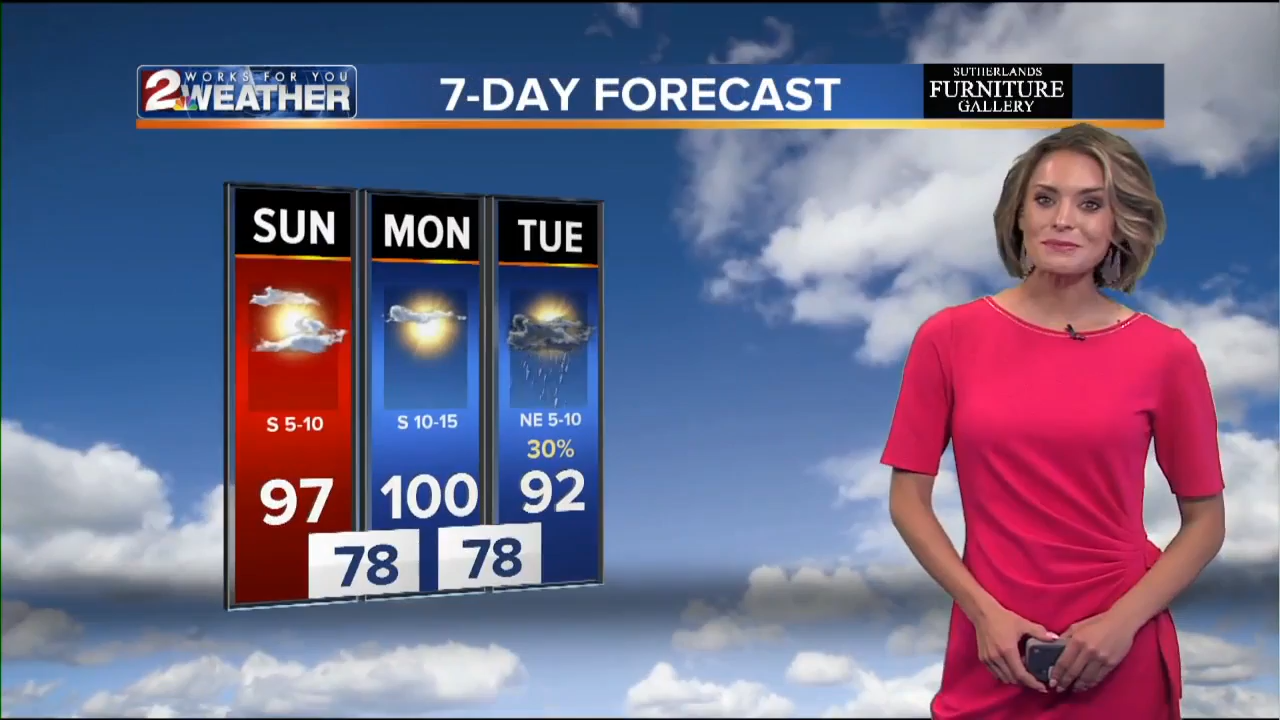 2 WORKS FOR YOU
WEATHER
7-DAY FORECAST
SUTHERLANDS
FURNITURE
GALLERY
SUN
MON
TUE
S 5-10
S 10-15
NE 5-10
30%
97
100
92
78
78